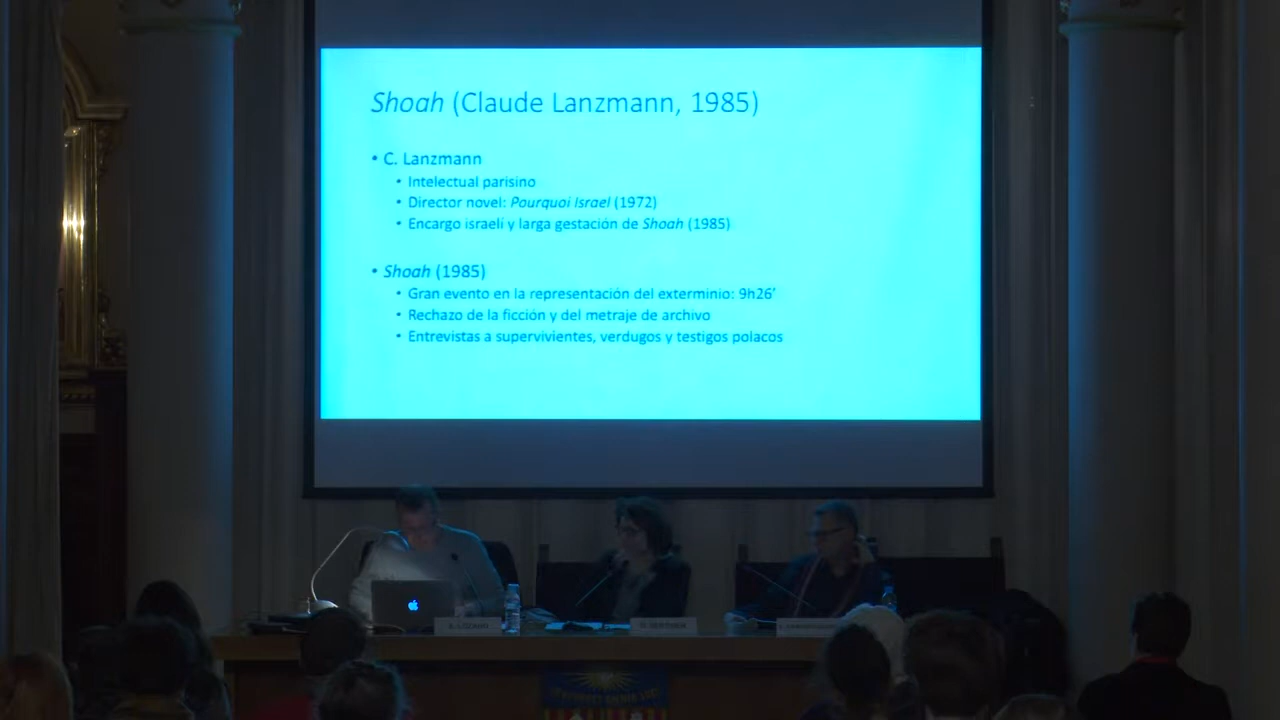 Shoah (Claude Lanzmann, 1985)
• C. Lanzmann
• Intelectual parisino
• Director novel: Pourquoi Israel (1972)
• Encargo israelí y larga gestación de Shoah (1985)
• Shoah (1985)
• Gran evento en la representación del exterminio: 9h26’
• Rechazo de la ficción y del metraje de archivo
• Entrevistas a supervivientes, verdugos y testigos polacos